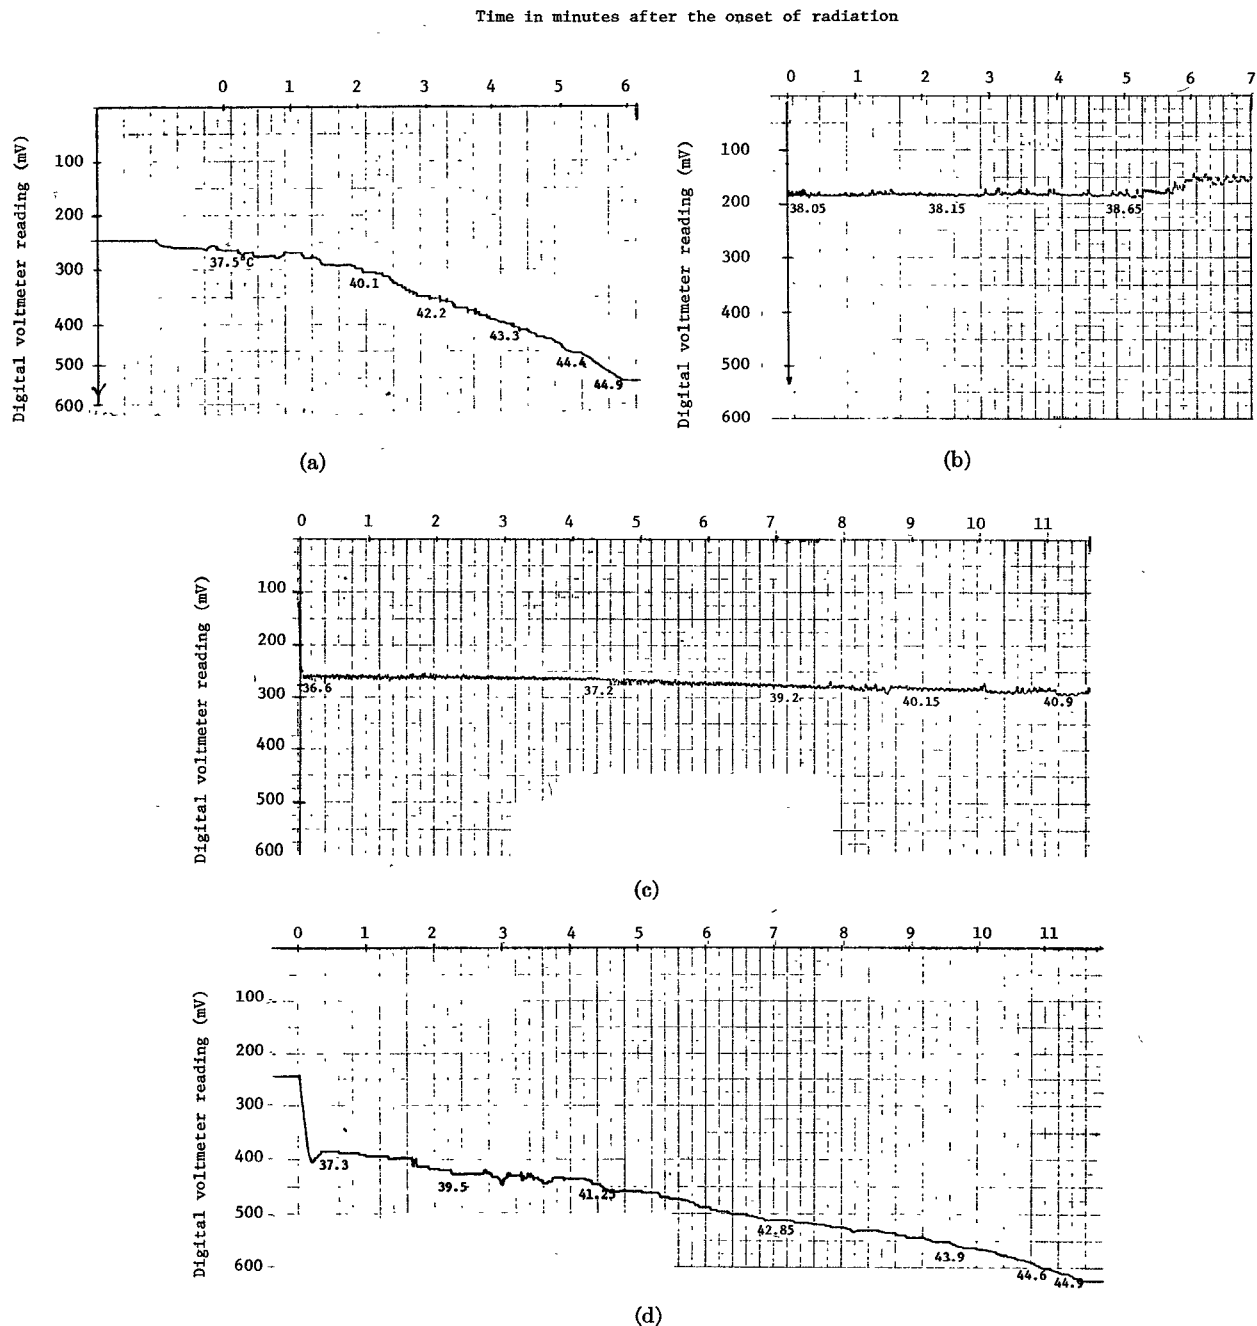 Time in minutes after the onset of radiation
0 1 2 3 4 5 6
Digital voltmeter reading (mV)
100
200
300
400
500
600
37.5°C
40.1
42.2
43.3
44.4
44.9
(a)
0 1 2 3 4 5 6 7
Digital voltmeter reading (mV)
100
200
300
400
500
600
38.05 38.15 38.65
(b)
0 1 2 3 4 5 6 7 8 9 10 11
Digital voltmeter reading (mV)
100
200
300
400
500
600
36.6 37.2 39.2 40.15 40.9
(c)
0 1 2 3 4 5 6 7 8 9 10 11
Digital voltmeter reading (mV)
100
200
300
400
500
600
37.3
39.5
41.25
42.85
43.9
44.6
44.9
(d)